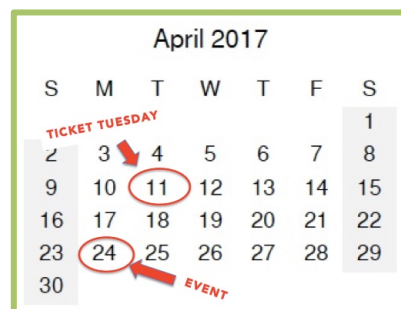 April 2017
S M T W T F S
1
TICKET TUESDAY
2 3 4 5 6 7 8
9 10 11 12 13 14 15
16 17 18 19 20 21 22
23 24 25 26 27 28 29
EVENT
30